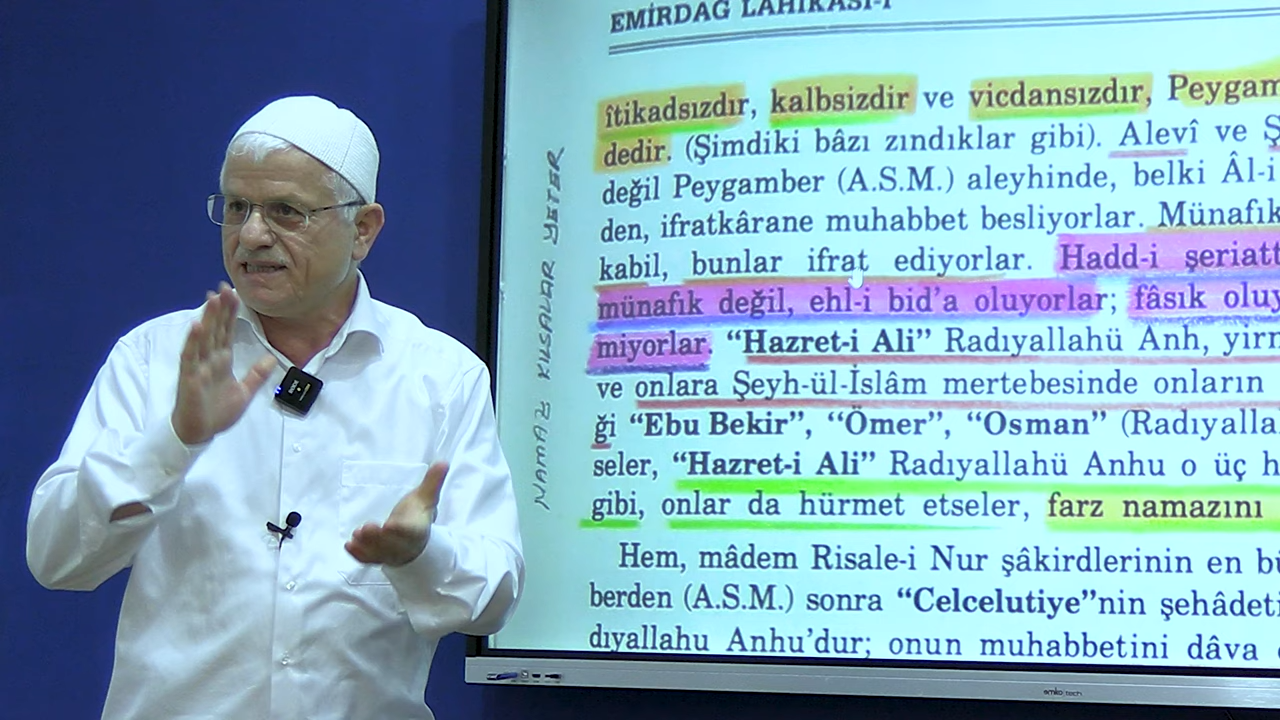 EMİRDAĞ LAHİKASI-I
îtikadsızdır, kalbsizdir ve vicdansızdır, Peygam
dedir. (Şimdiki bâzı zındıklar gibi). Alevî ve Ş
değil Peygamber (A.S.M.) aleyhinde, belki Âl-i
den, ifratkârane muhabbet besliyorlar. Münafık
kabil, bunlar ifrat ediyorlar. Hadd-i şeriatt
münafık değil, ehl-i bid'a oluyorlar; fâsık oluy
miyorlar. “Hazret-i Ali” Radıyallahü Anh, yirm
ve onlara Şeyh-ül-İslâm mertebesinde onların
ği “Ebu Bekir”, “Ömer”, “Osman” (Radıyalla
seler, “Hazret-i Ali” Radıyallahü Anhu o üç h
gibi, onlar da hürmet etseler, farz namazını
Hem, mâdem Risale-i Nur şâkirdlerinin en bü
berden (A.S.M.) sonra “Celcelutiye”nin şehâdeti
dıyallahu Anhu'dur; onun muhabbetini dâva
NAMAZ KILSALAR YETER